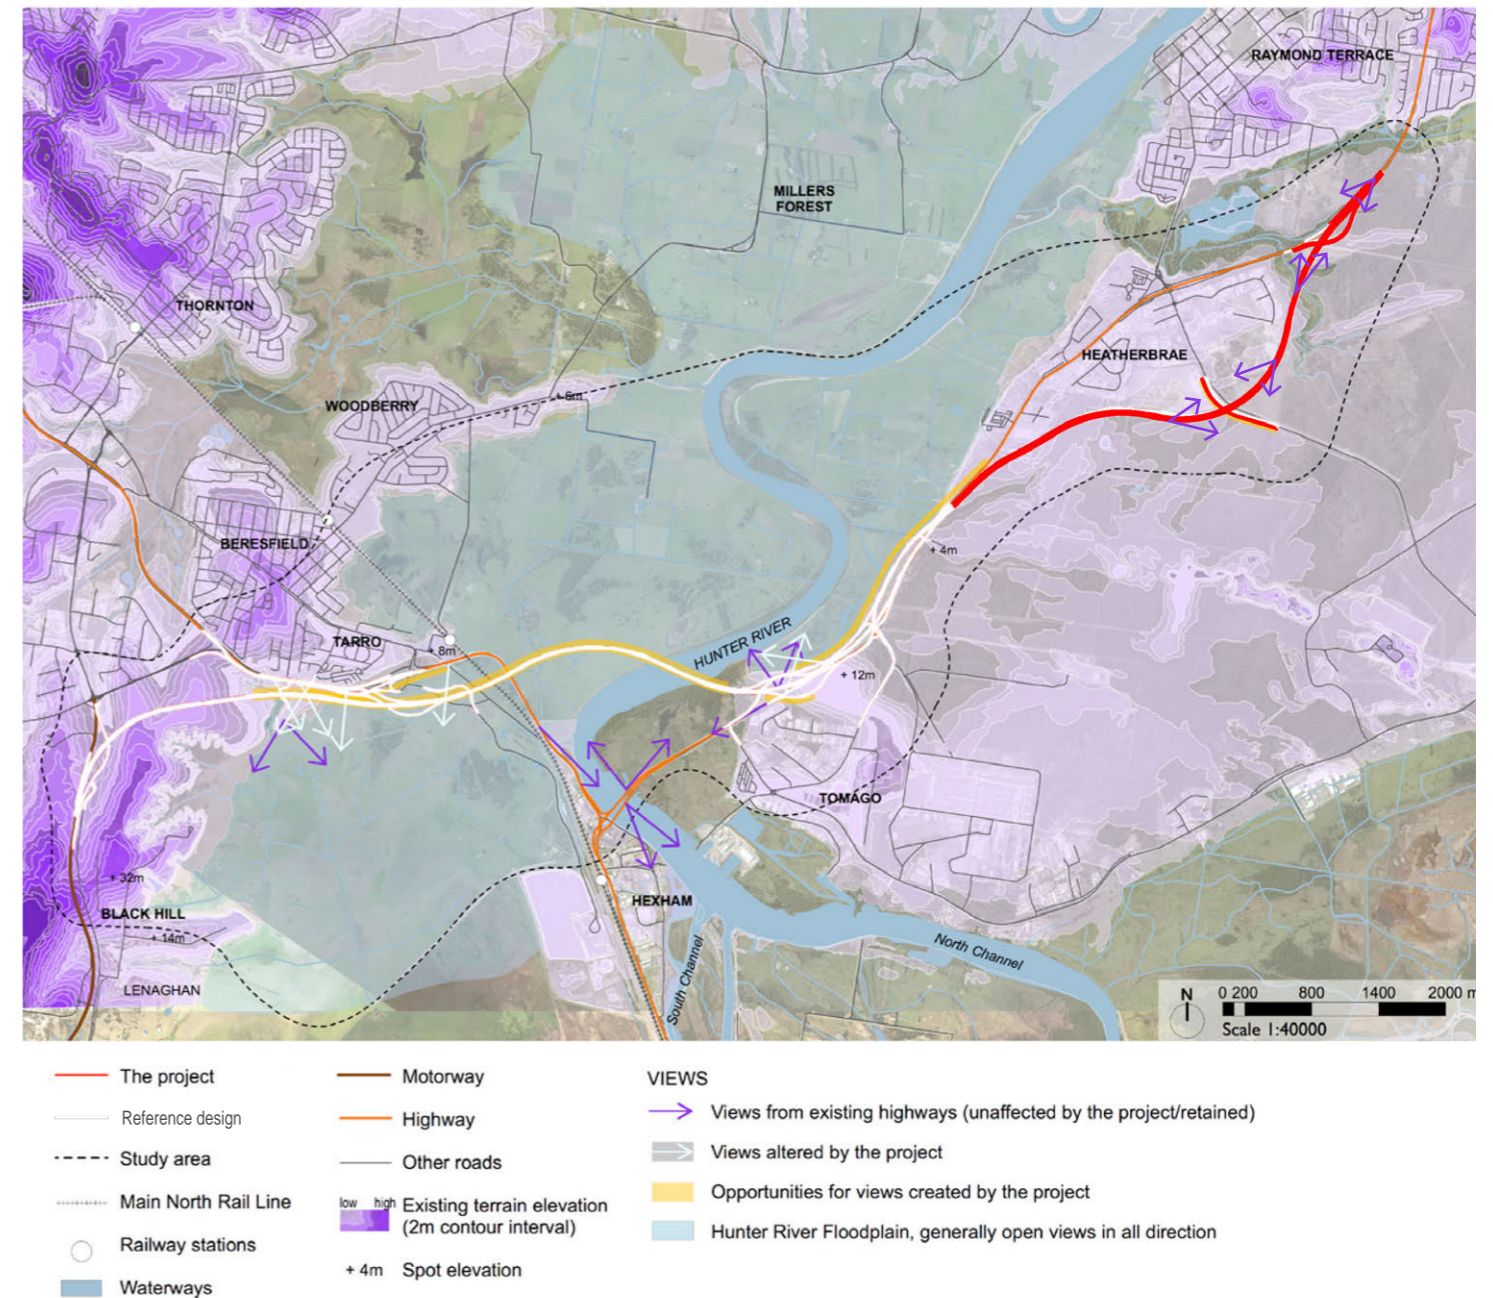 RAYMOND TERRACE
MILLERS
FOREST
THORNTON
HEATHERBRAE
+ 6m
WOODBERRY
BERESFIELD
+ 4m
TARRO
+ 8m
HUNTER RIVER
+ 12m
TOMAGO
+ 32m
HEXHAM
BLACK HILL
+ 14m
North Channel
South Channel
LENAGHAN
N
0 200 800 1400 2000 m
Scale 1:40000
The project
Reference design
Study area
Main North Rail Line
Railway stations
Waterways
Motorway
Highway
Other roads
low high
Existing terrain elevation
(2m contour interval)
+ 4m Spot elevation
VIEWS
Views from existing highways (unaffected by the project/retained)
Views altered by the project
Opportunities for views created by the project
Hunter River Floodplain, generally open views in all direction